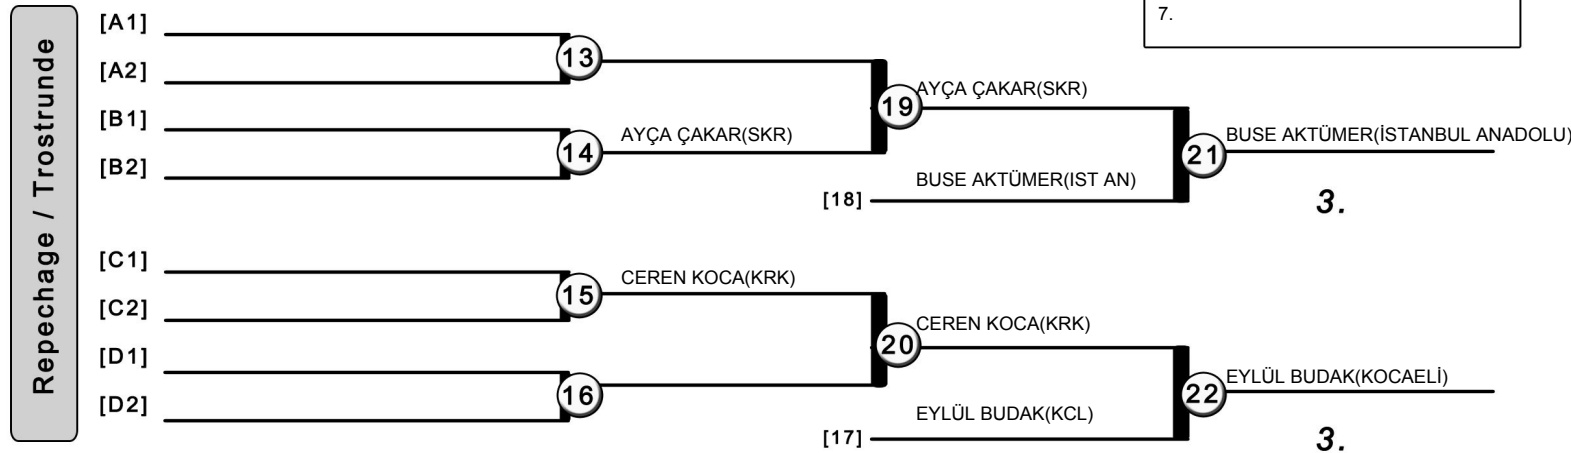 7.
Repechage / Trostrunde
[A1]
13
[A2]
AYÇA ÇAKAR(SKR)
19
[B1]
AYÇA ÇAKAR(SKR)
BUSE AKTÜMER(İSTANBUL ANADOLU)
14
21
[B2]
BUSE AKTÜMER(IST AN)
[18]
3.
[C1]
CEREN KOCA(KRK)
15
[C2]
CEREN KOCA(KRK)
20
[D1]
EYLÜL BUDAK(KOCAELİ)
16
22
[D2]
EYLÜL BUDAK(KCL)
[17]
3.